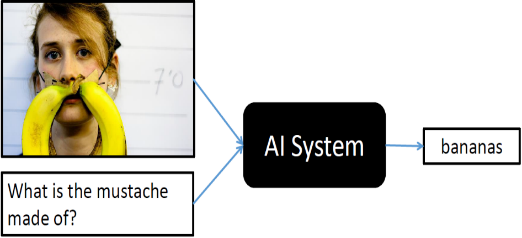 7'0
What is the mustache
made of?
AI System
bananas